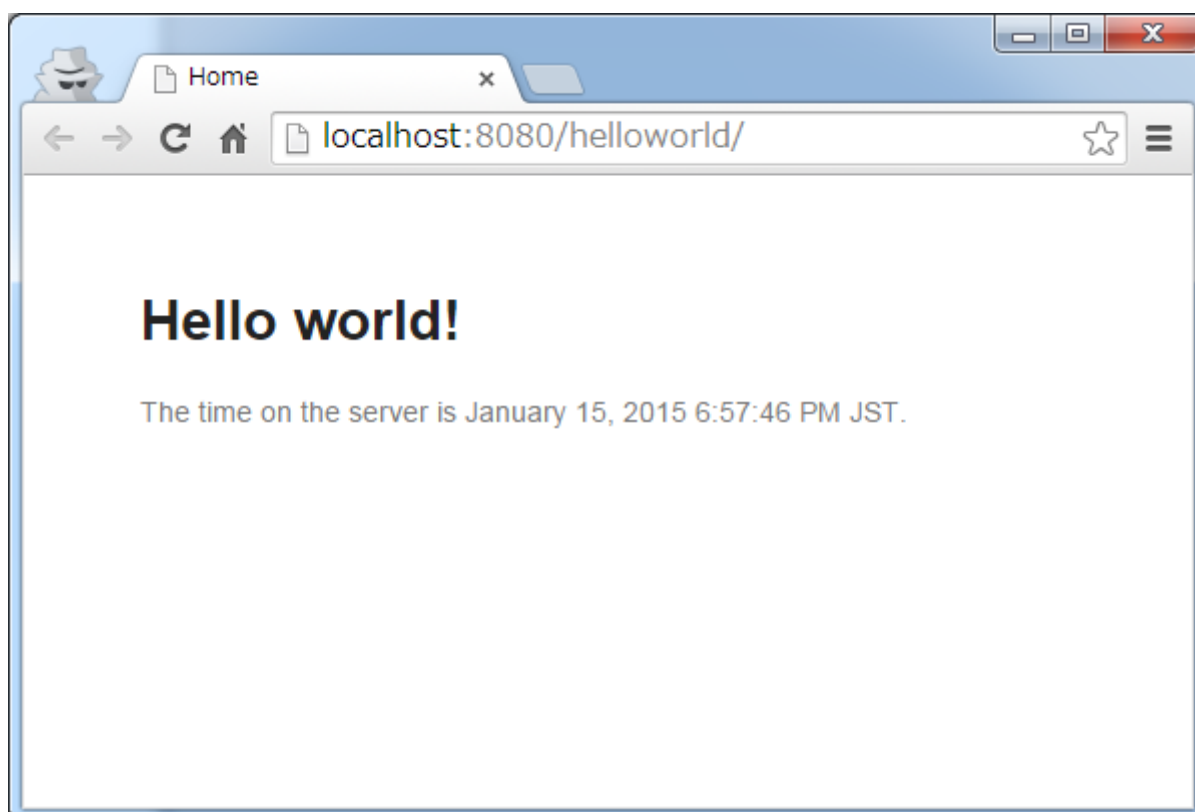 Home
localhost:8080/helloworld/
Hello world!
The time on the server is January 15, 2015 6:57:46 PM JST.